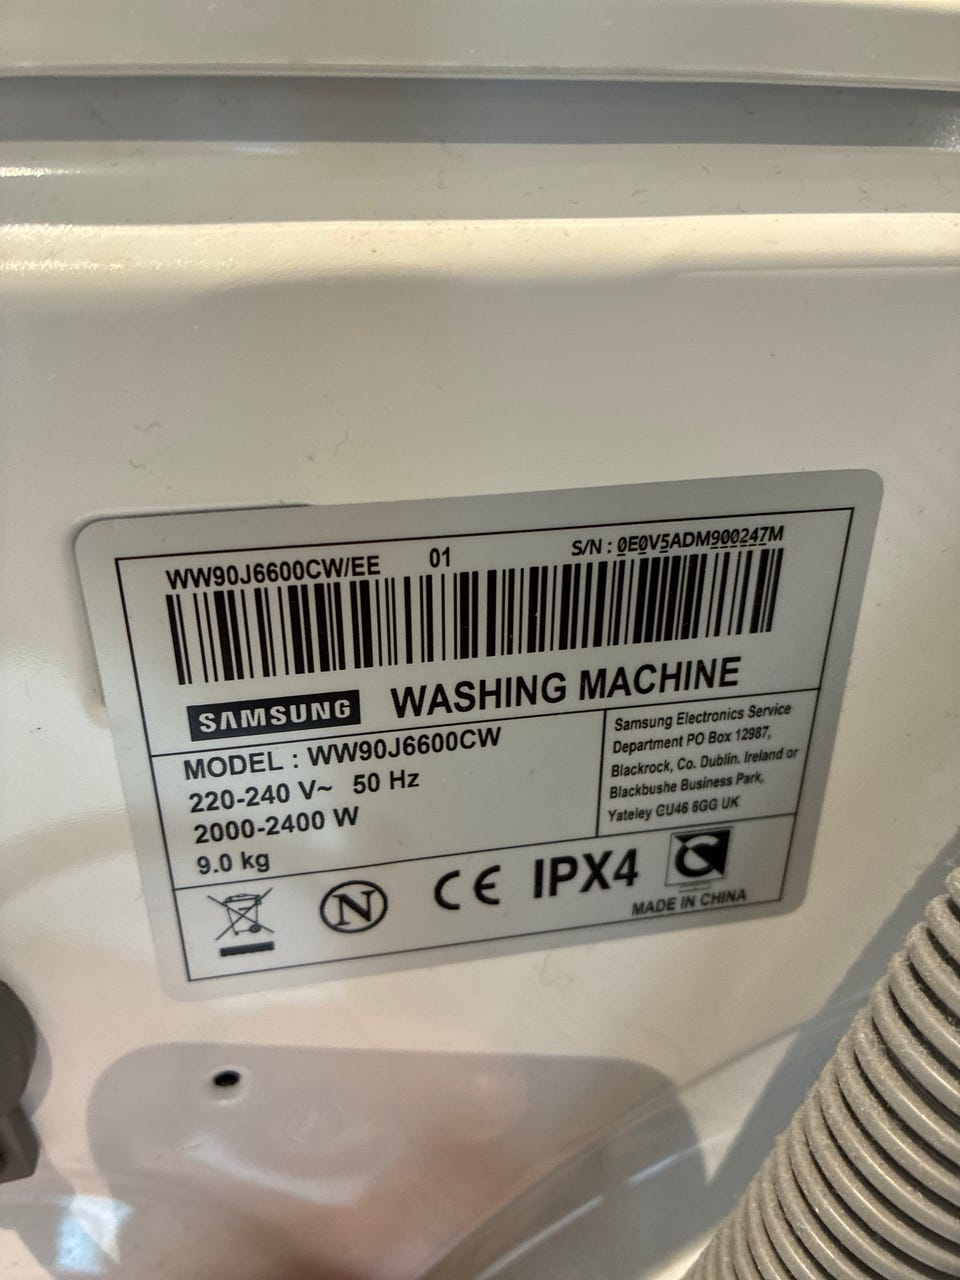 WW90J6600CW/EE 01 S/N : 0E0V5ADM900247M
SAMSUNG WASHING MACHINE
MODEL : WW90J6600CW
220-240 V~ 50 Hz
2000-2400 W
9.0 kg
Samsung Electronics Service
Department PO Box 12987,
Blackrock, Co. Dublin. Ireland or
Blackbushe Business Park,
Yateley GU46 6GG UK
N CE IPX4
MADE IN CHINA